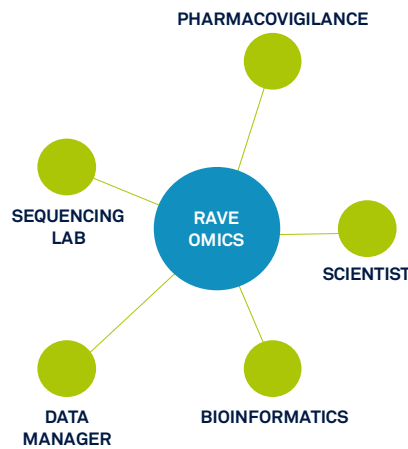 PHARMACOVIGILANCE
SEQUENCING
LAB
RAVE
OMICS
SCIENTIST
DATA
MANAGER
BIOINFORMATICS